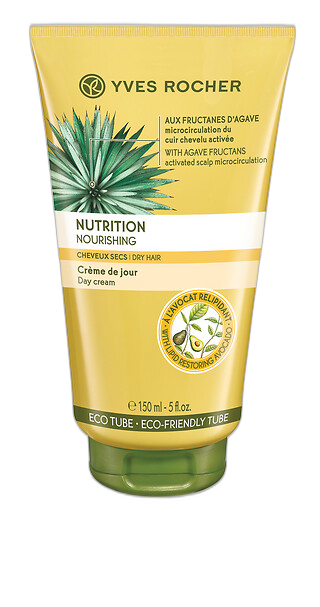 YVES ROCHER
AUX FRUCTANES D'AGAVE
microcirculation du
cuir chevelu activée
WITH AGAVE FRUCTANS
activated scalp microcirculation
NUTRITION
NOURISHING
CHEVEUX SECS | DRY HAIR
Crème de jour
Day cream
À L'AVOCAT RELIPIDANT
WITH LIPID RESTORING AVOCADO
℮ 150 ml - 5 fl.oz.
ECO TUBE • ECO-FRIENDLY TUBE